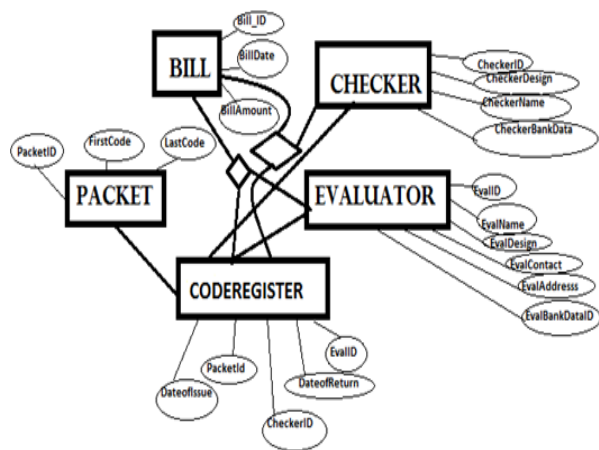 Bill_ID
BillDate
BillAmount
BILL
CHECKER
CheckerID
CheckerDesign
CheckerName
CheckerBankData
PacketID
FirstCode
LastCode
PACKET
EVALUATOR
EvalID
EvalName
EvalDesign
EvalContact
EvalAddresss
EvalBankDataID
CODEREGISTER
DateofIssue
PacketId
CheckerID
DateofReturn
EvalID